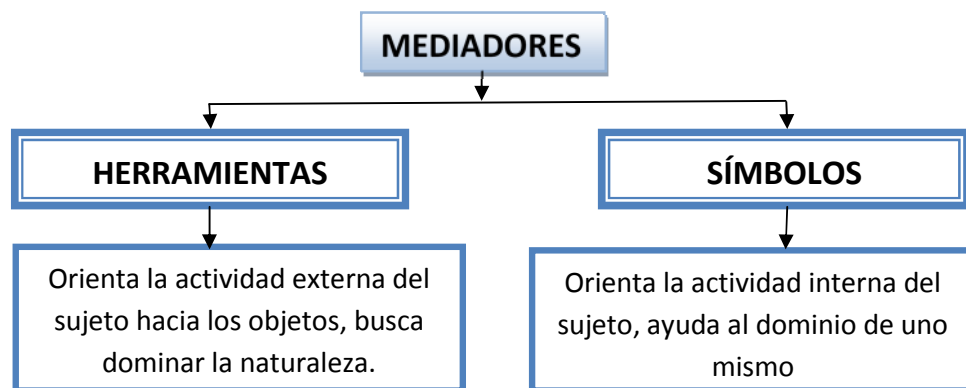 MEDIADORES
HERRAMIENTAS
SÍMBOLOS
Orienta la actividad externa del
sujeto hacia los objetos, busca
dominar la naturaleza.
Orienta la actividad interna del
sujeto, ayuda al dominio de uno
mismo